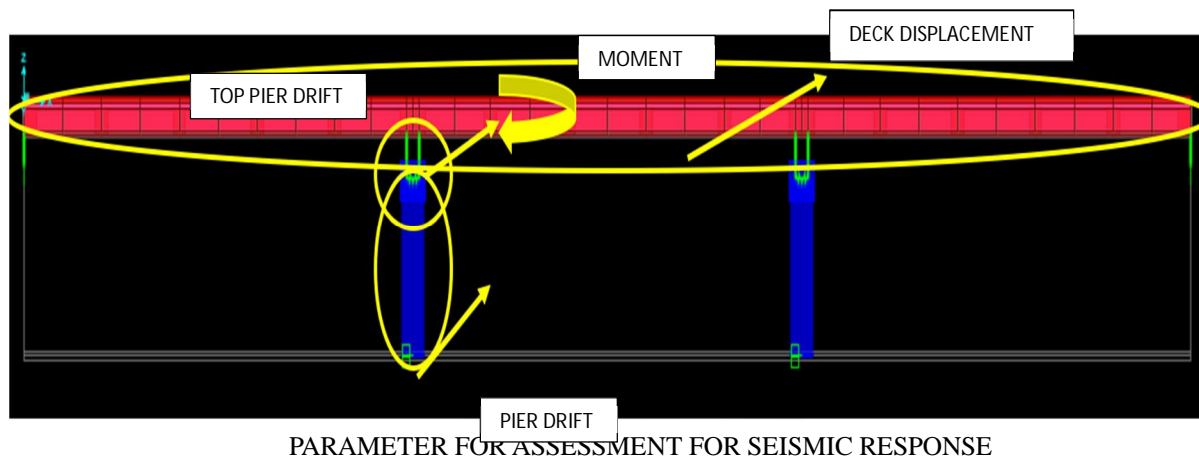 DECK DISPLACEMENT
MOMENT
Z
TOP PIER DRIFT
PIER DRIFT
PARAMETER FOR ASSESSMENT FOR SEISMIC RESPONSE